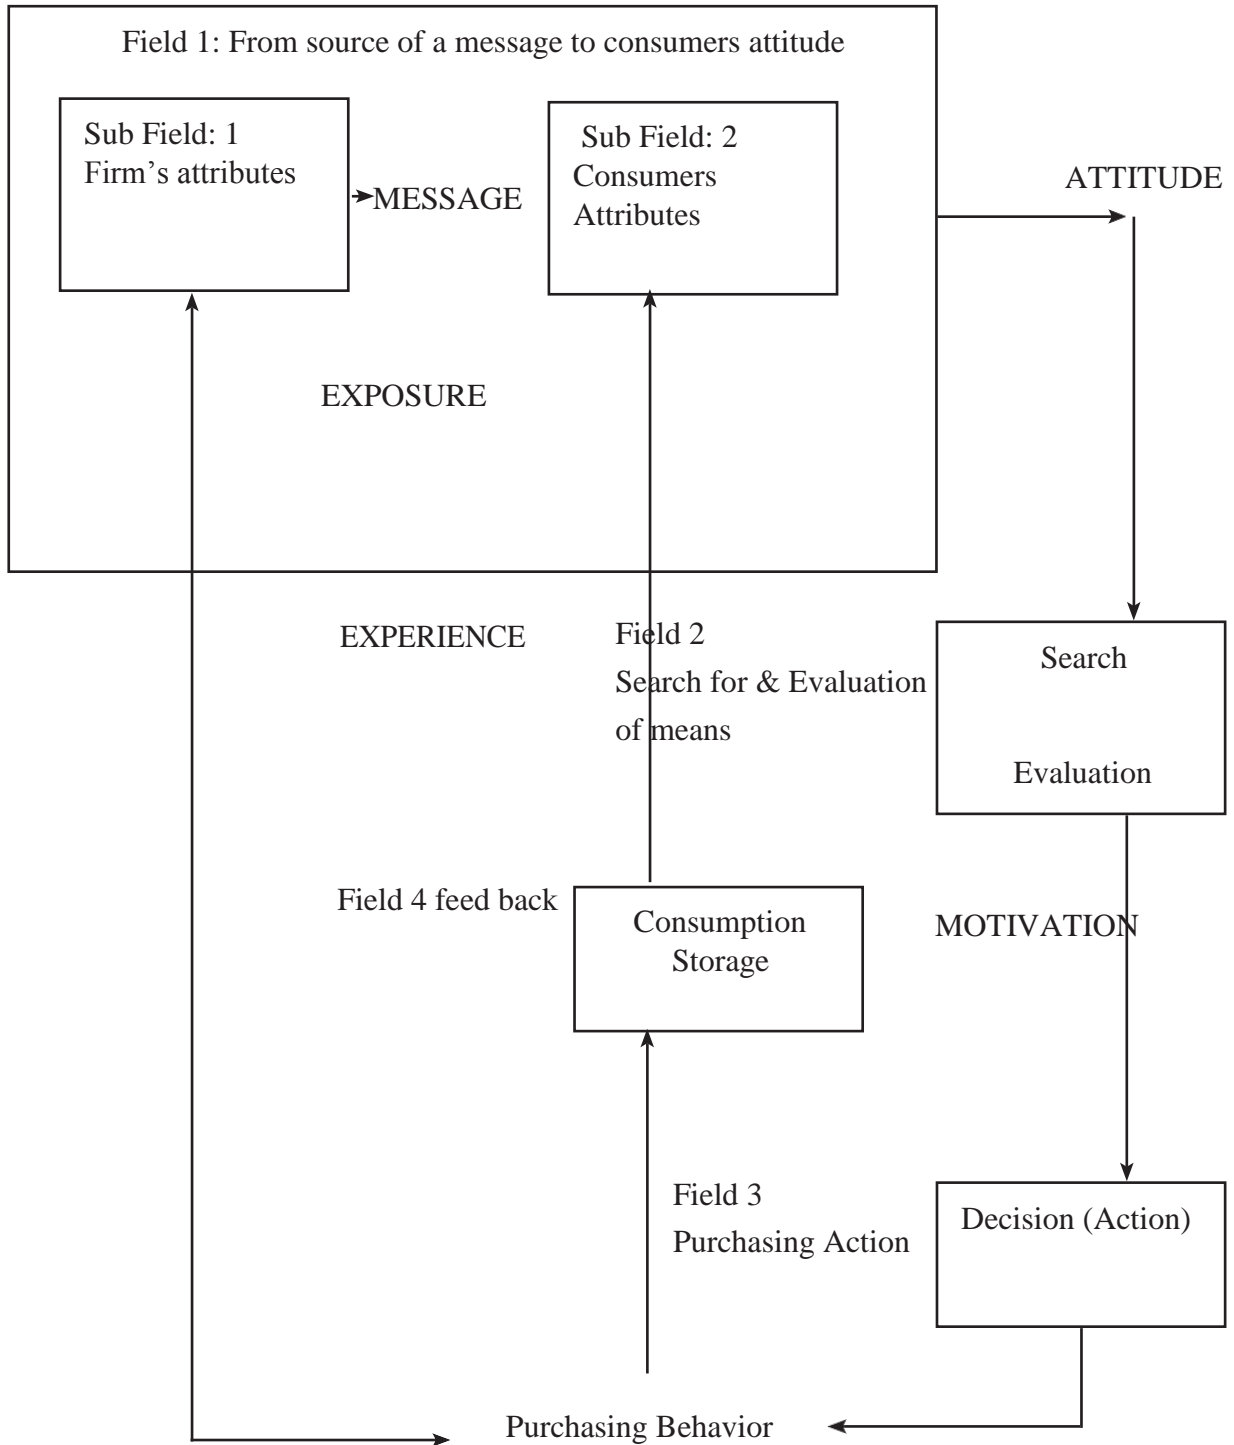 Field 1: From source of a message to consumers attitude
Sub Field: 1
Firm’s attributes
MESSAGE
Sub Field: 2
Consumers
Attributes
ATTITUDE
EXPOSURE
EXPERIENCE
Field 2
Search for & Evaluation
of means
Search
Evaluation
Field 4 feed back
Consumption
Storage
MOTIVATION
Field 3
Purchasing Action
Decision (Action)
Purchasing Behavior